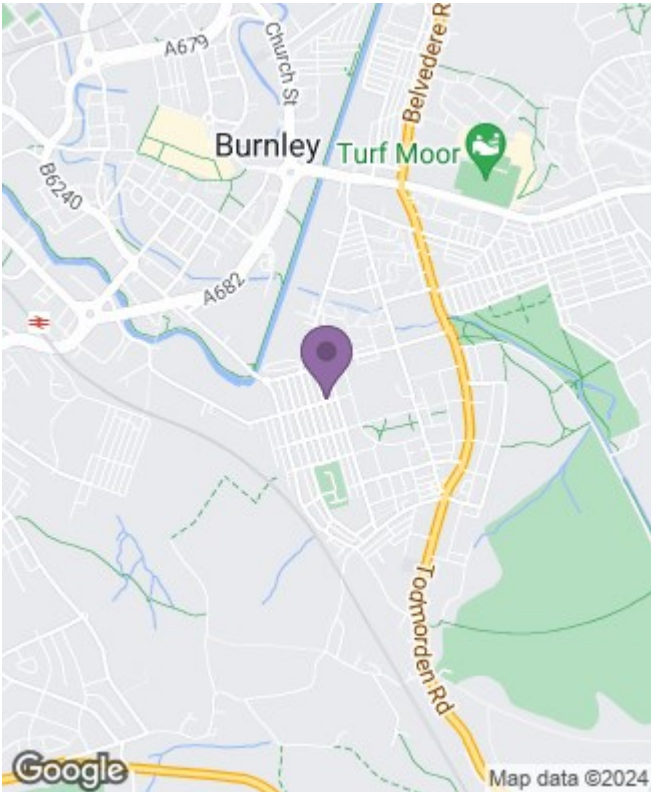 A679
Church St
Belvedere R
Burnley
Turf Moor
B6240
A682
Todmorden Rd
Google
Map data ©2024